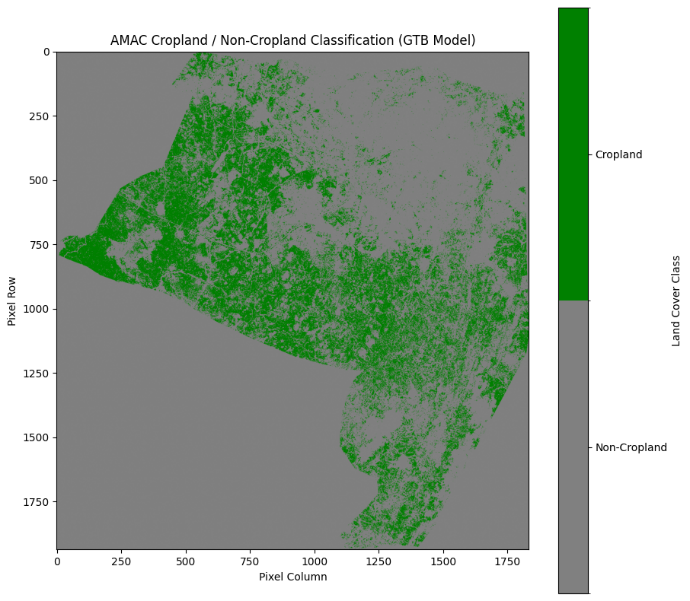 AMAC Cropland / Non-Cropland Classification (GTB Model)
0
250
500
750
1000
1250
1500
1750
Pixel Row
0
250
500
750
1000
1250
1500
1750
Pixel Column
Cropland
Non-Cropland
Land Cover Class